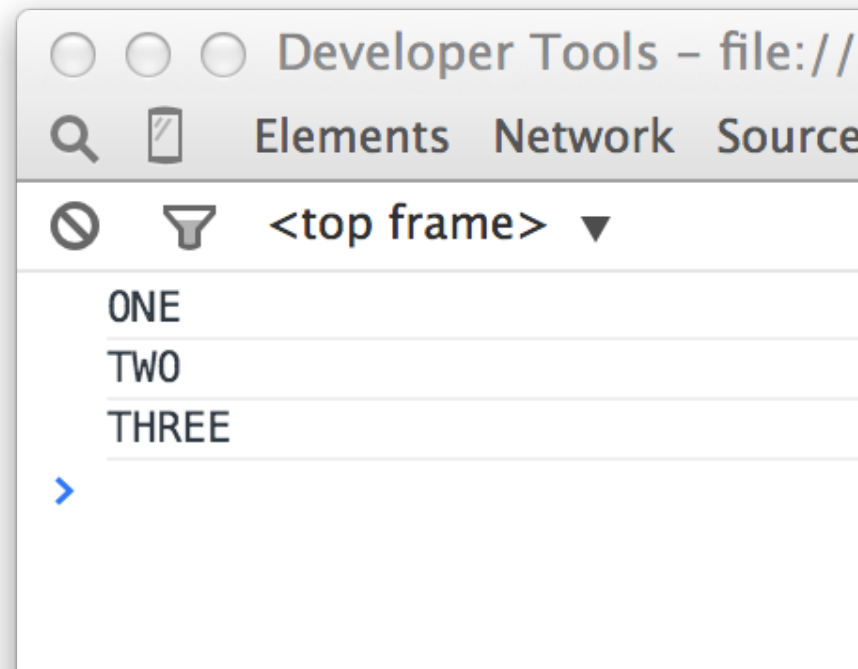 Developer Tools – file://
Elements Network Source
<top frame> ▼
ONE
TWO
THREE
>